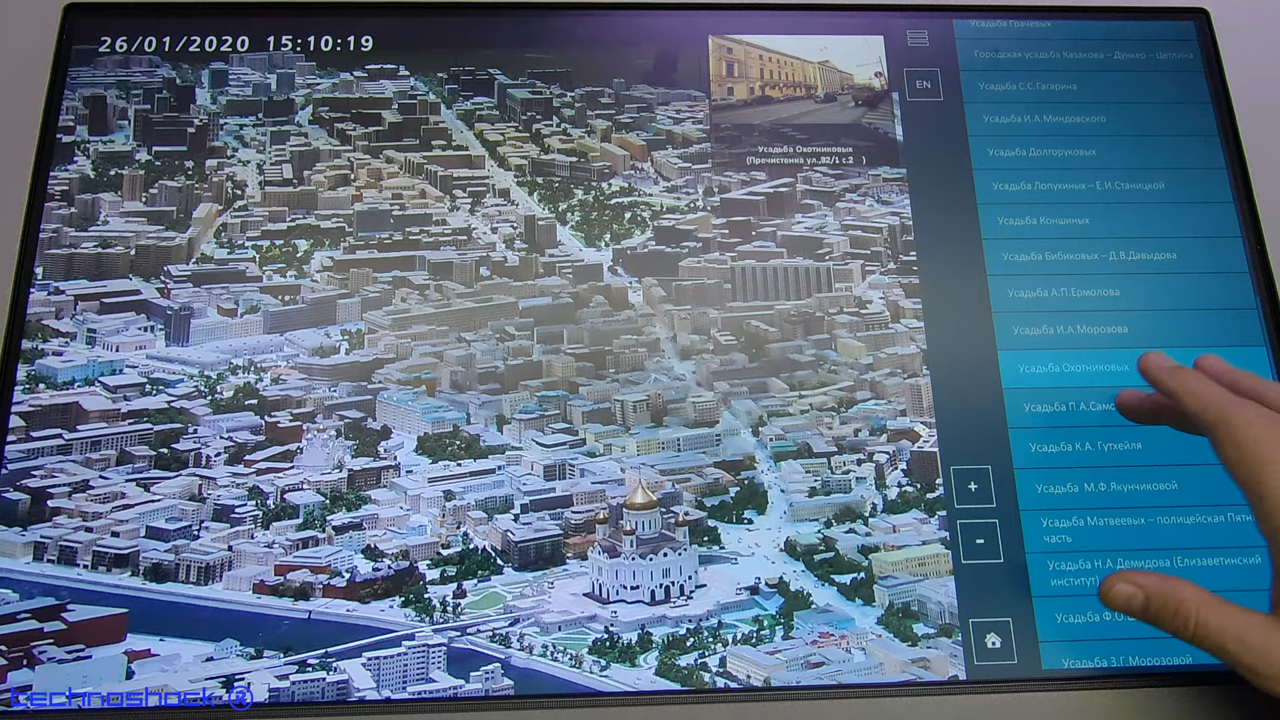 26/01/2020 15:10:19
Усадьба Охотниковых
(Пречистенка ул.,32/1 с.2 )
EN
+
-
Усадьба Грачевых
Городская усадьба Казакова – Дункер – Цетлина
Усадьба С.С.Гагарина
Усадьба И.А.Миндовского
Усадьба Долгоруковых
Усадьба Лопухиных – Е.И.Станицкой
Усадьба Коншиных
Усадьба Бибиковых – Д.В.Давыдова
Усадьба А.П.Ермолова
Усадьба И.А.Морозова
Усадьба Охотниковых
Усадьба П.А.
Усадьба К.А. Гутхейля
Усадьба М.Ф.Якунчиковой
Усадьба Матвеевых – полицейская
часть
Усадьба Н.А.Демидова (Елизаветинский
институт)
Усадьба
Усадьба З.Г.Морозовой
technoshock